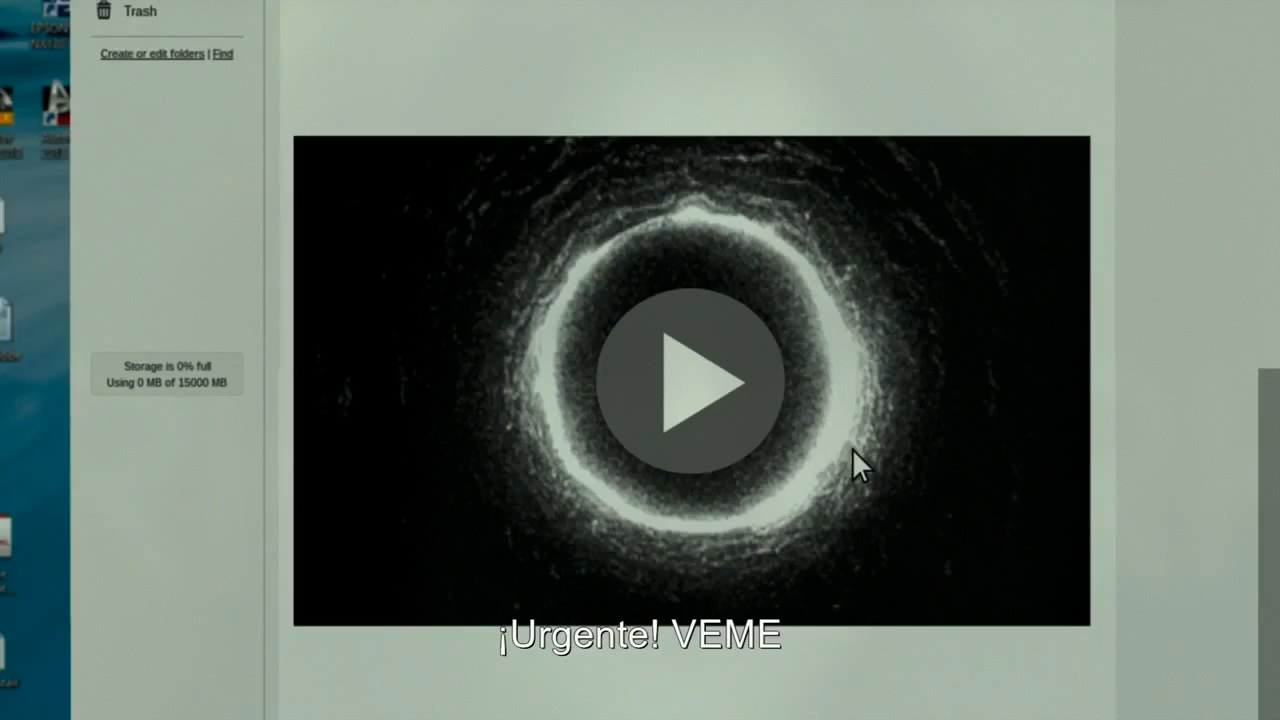 Trash
Create or edit folders | Find
Storage is 0% full
Using 0 MB of 15000 MB
¡Urgente! VEME